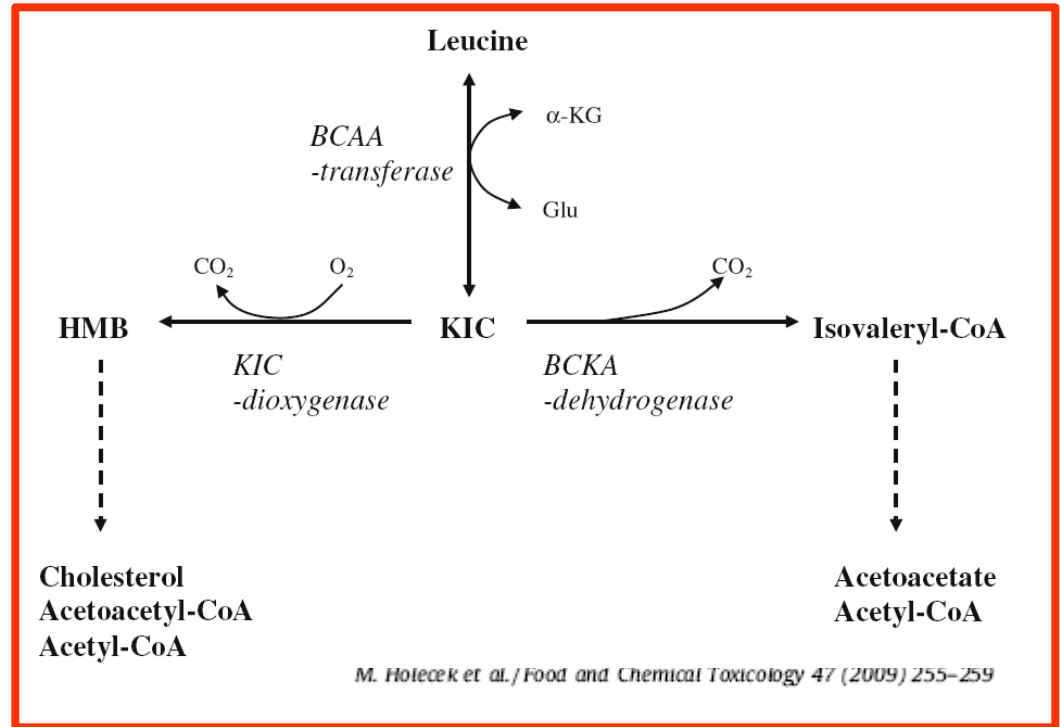 Leucine
α-KG
BCAA
-transferase
Glu
CO₂
O₂
CO₂
HMB
KIC
Isovaleryl-CoA
KIC
-dioxygenase
BCKA
-dehydrogenase
Cholesterol
Acetoacetyl-CoA
Acetyl-CoA
Acetoacetate
Acetyl-CoA
M. Holecek et al./Food and Chemical Toxicology 47 (2009) 255–259